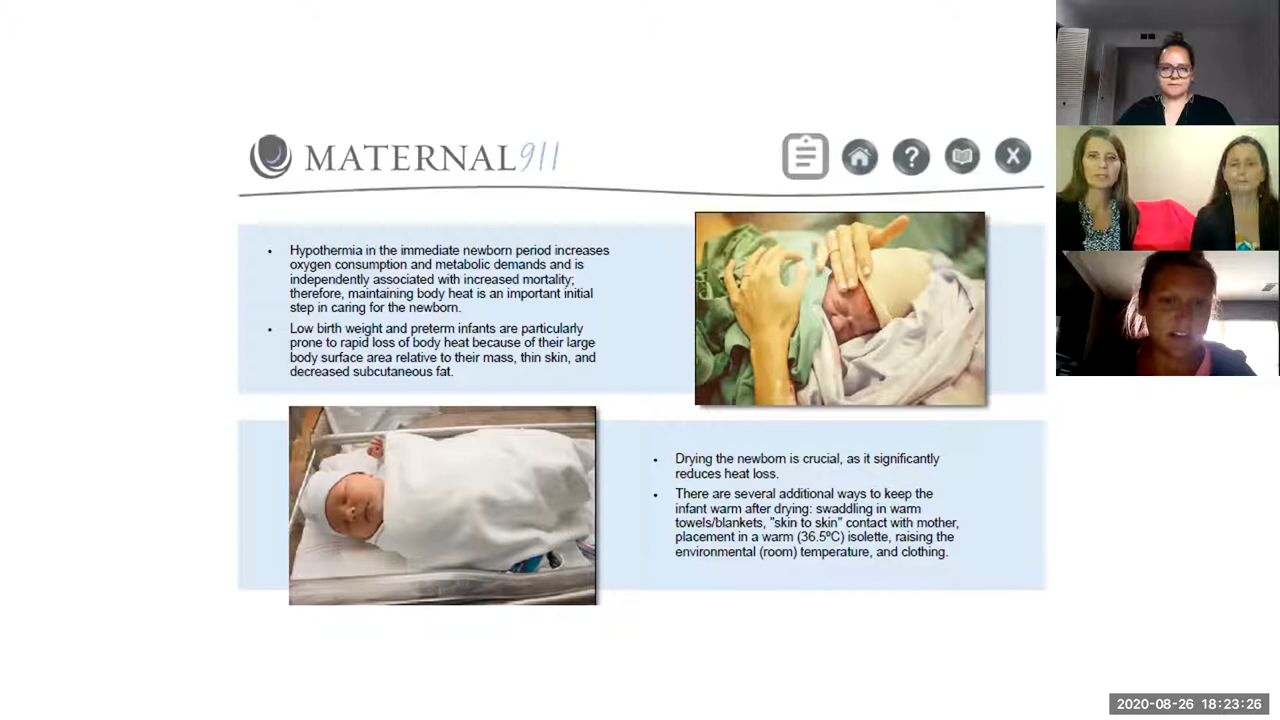 MATERNAL911
?
X
• Hypothermia in the immediate newborn period increases
oxygen consumption and metabolic demands and is
independently associated with increased mortality;
therefore, maintaining body heat is an important initial
step in caring for the newborn.
• Low birth weight and preterm infants are particularly
prone to rapid loss of body heat because of their large
body surface area relative to their mass, thin skin, and
decreased subcutaneous fat.
• Drying the newborn is crucial, as it significantly
reduces heat loss.
• There are several additional ways to keep the
infant warm after drying: swaddling in warm
towels/blankets, "skin to skin" contact with mother,
placement in a warm (36.5ºC) isolette, raising the
environmental (room) temperature, and clothing.
2020-08-26 18:23:26